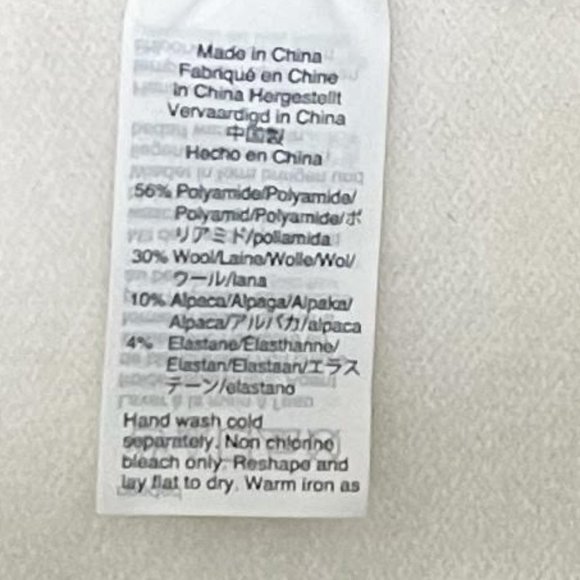 Made in China
Fabriqué en Chine
In China Hergestellt
Vervaardigd in China
中国製
Hecho en China
56% Polyamide/Polyamide/
Polyamid/Polyamide/ポ
リアミド/poliamida
30% Wool/Laine/Wolle/Wol/
ウール/lana
10% Alpaca/Alpaga/Alpaka/
Alpaca/アルパカ/alpaca
4% Elastane/Élasthanne/
Elastan/Elastaan/エラス
テーン/elastano
Hand wash cold
separately. Non chlorine
bleach only. Reshape and
lay flat to dry. Warm iron as